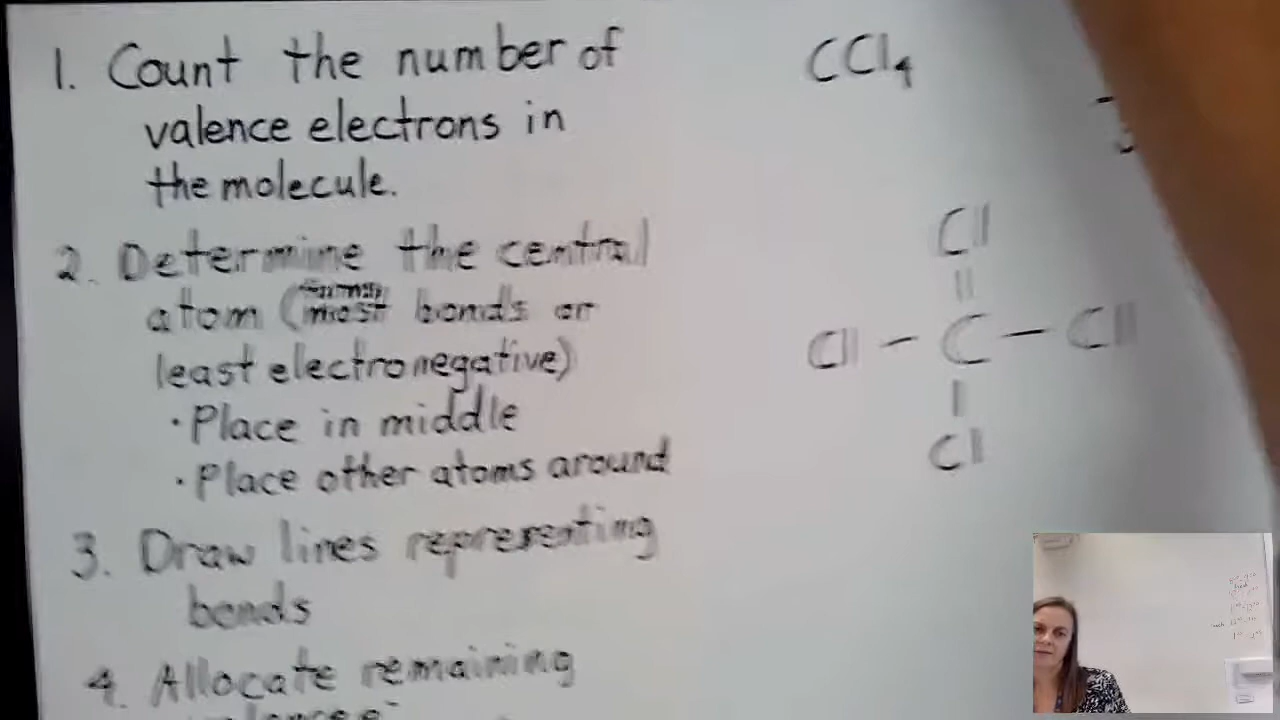 1. Count the number of
valence electrons in
the molecule.
2. Determine the central
atom (most bonds or
least electronegative)
• Place in middle
• Place other atoms around
3. Draw lines representing
bonds
4. Allocate remaining
CCl4
Cl
Cl - C - Cl
Cl